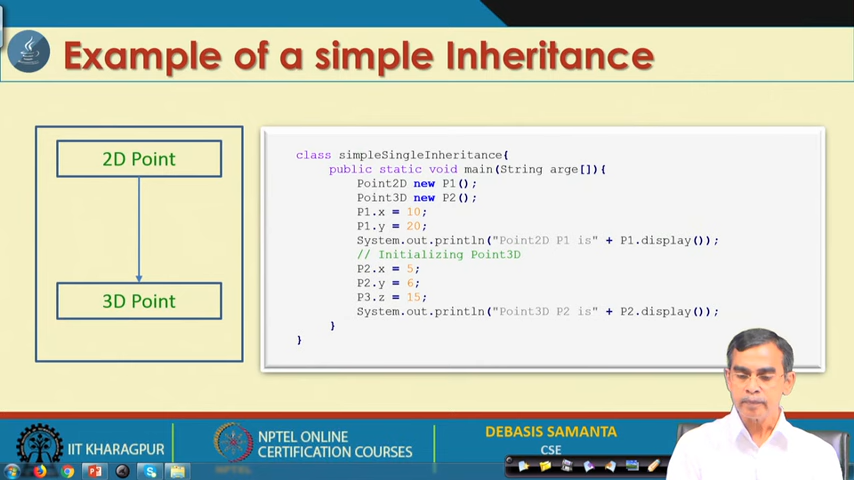 Example of a simple Inheritance
2D Point
3D Point
class simpleSingleInheritance{
public static void main(String arge[]){
Point2D new P1();
Point3D new P2();
P1.x = 10;
P1.y = 20;
System.out.println("Point2D P1 is" + P1.display());
// Initializing Point3D
P2.x = 5;
P2.y = 6;
P3.z = 15;
System.out.println("Point3D P2 is" + P2.display());
}
}
IIT KHARAGPUR
NPTEL ONLINE
CERTIFICATION COURSES
NPTEL
DEBASIS SAMANTA
CSE